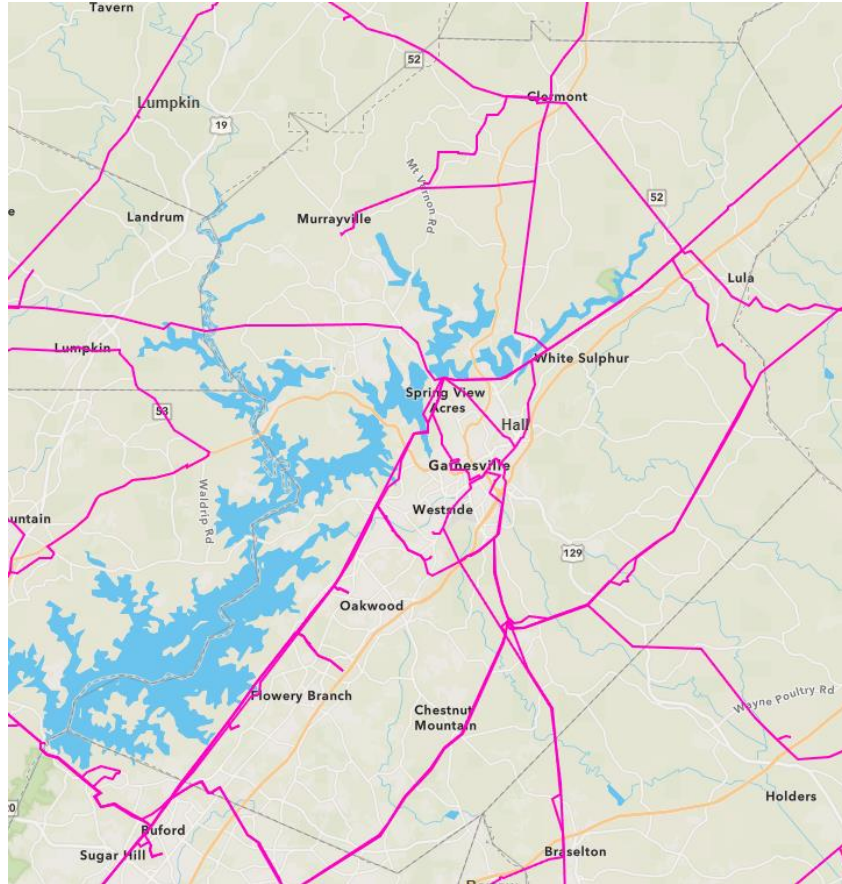 Tavern
52
Clermont
Lumpkin
19
Mt Vernon Rd
52
Landrum
Murrayville
e
Lula
Lumpkin
White Sulphur
Spring View
Acres
53
Hall
Gainesville
Waldrip Rd
Westside
untain
129
Oakwood
Flowery Branch
Wayne Poultry Rd
Chestnut
Mountain
20
Holders
Buford
Sugar Hill
Braselton